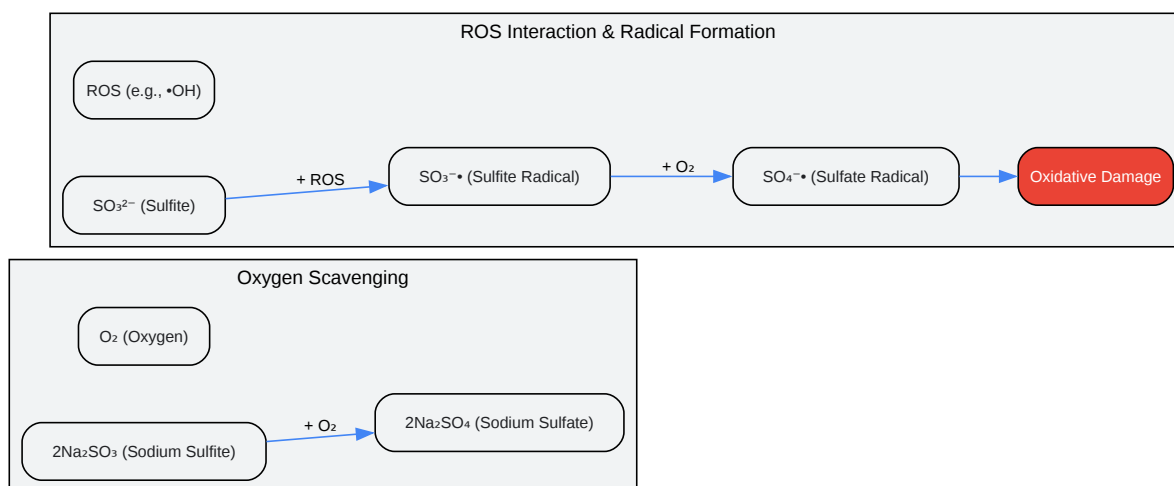 ROS Interaction & Radical Formation
ROS (e.g., •OH)
SO₃²⁻ (Sulfite)
+ ROS
SO₃⁻• (Sulfite Radical)
+ O₂
SO₄⁻• (Sulfate Radical)
Oxidative Damage
Oxygen Scavenging
O₂ (Oxygen)
2Na₂SO₃ (Sodium Sulfite)
+ O₂
2Na₂SO₄ (Sodium Sulfate)